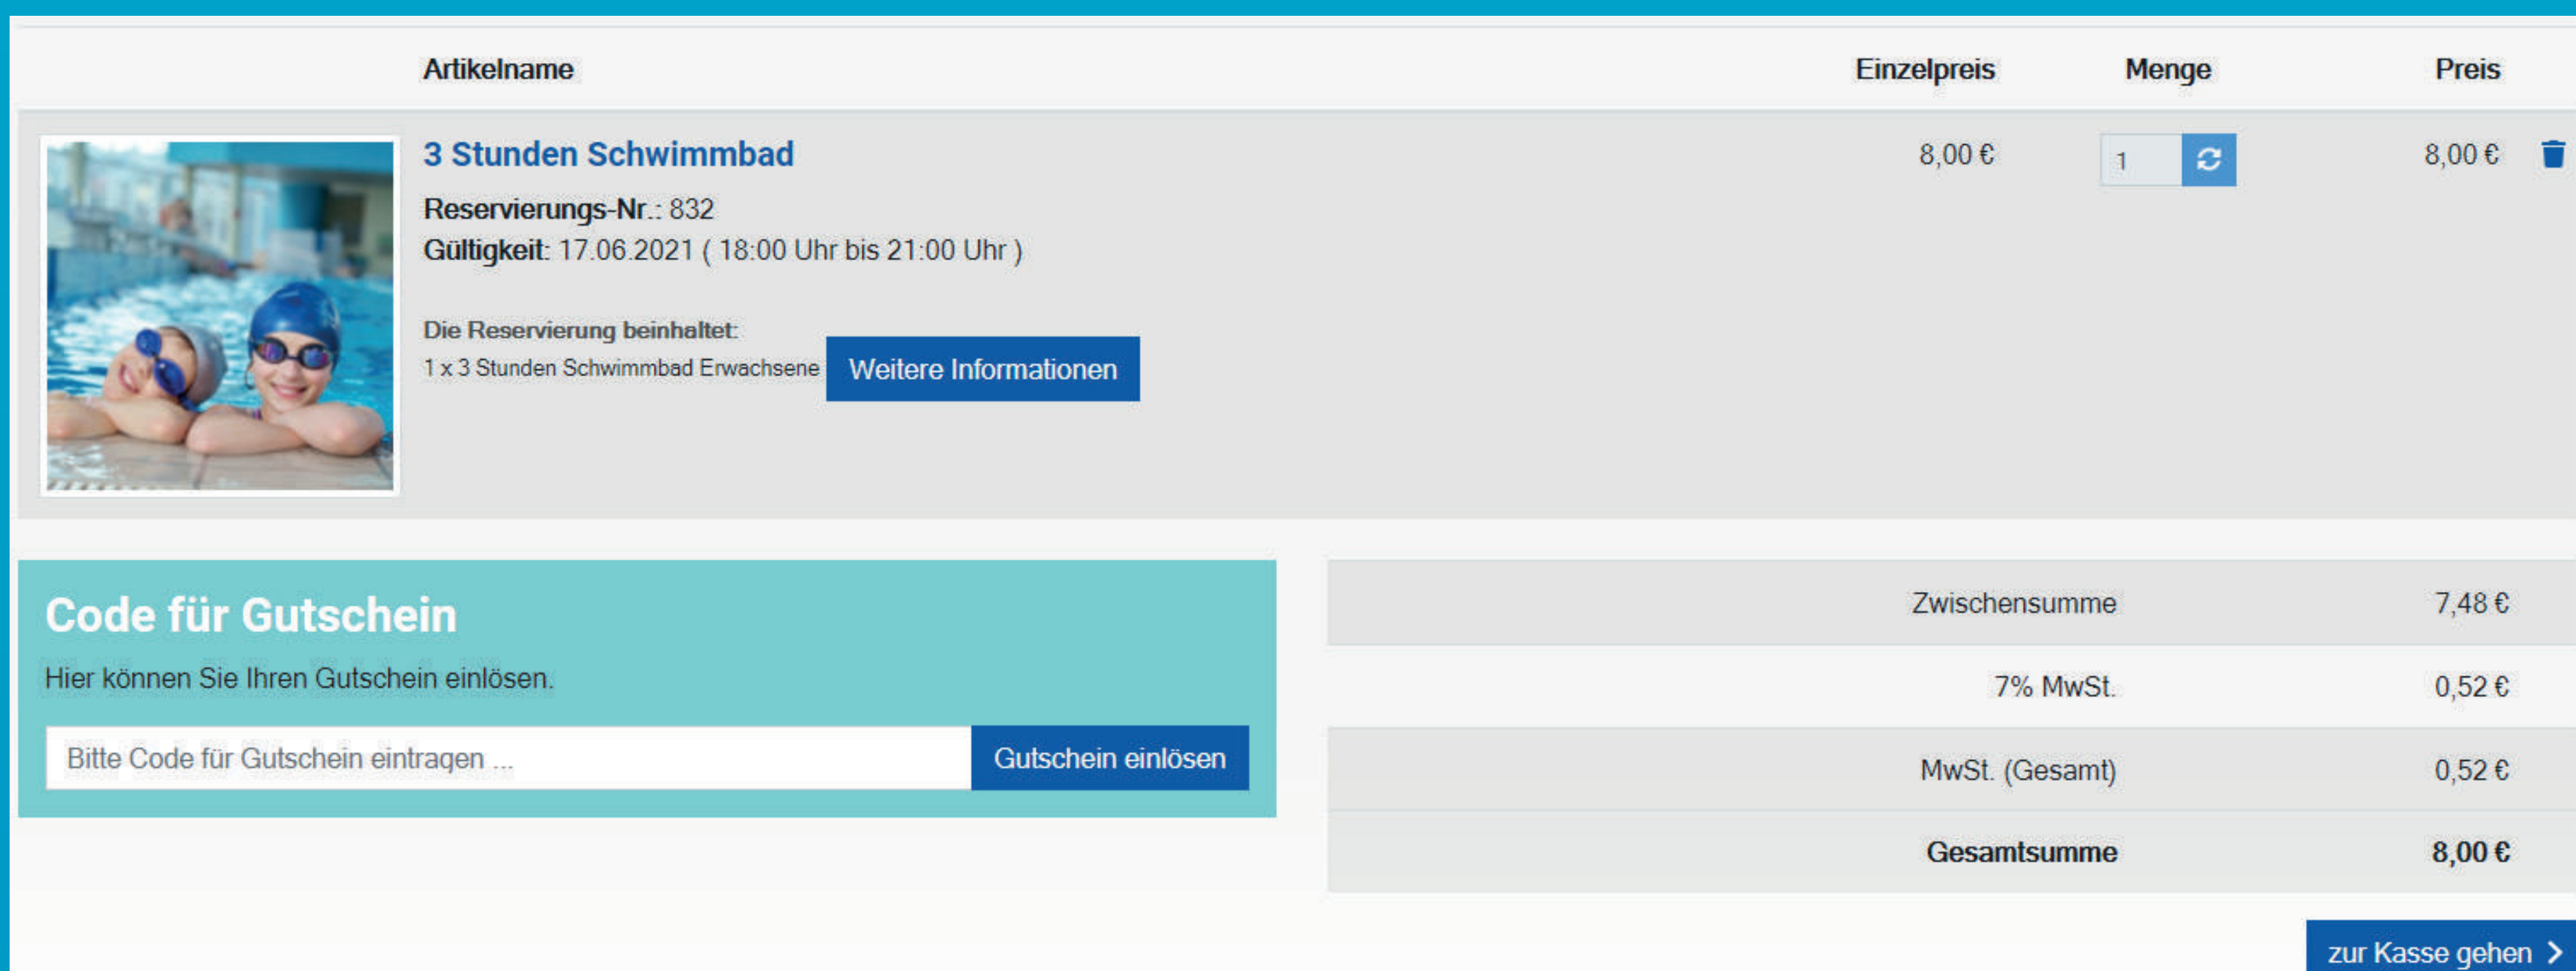 Artikelname Einzelpreis Menge Preis
3 Stunden Schwimmbad 8,00 € 1 8,00 €
Reservierungs-Nr.: 832
Gültigkeit: 17.06.2021 ( 18:00 Uhr bis 21:00 Uhr )
Die Reservierung beinhaltet:
1 x 3 Stunden Schwimmbad Erwachsene Weitere Informationen
Code für Gutschein
Hier können Sie Ihren Gutschein einlösen.
Bitte Code für Gutschein eintragen ... Gutschein einlösen
Zwischensumme 7,48 €
7% MwSt. 0,52 €
MwSt. (Gesamt) 0,52 €
Gesamtsumme 8,00 €
zur Kasse gehen